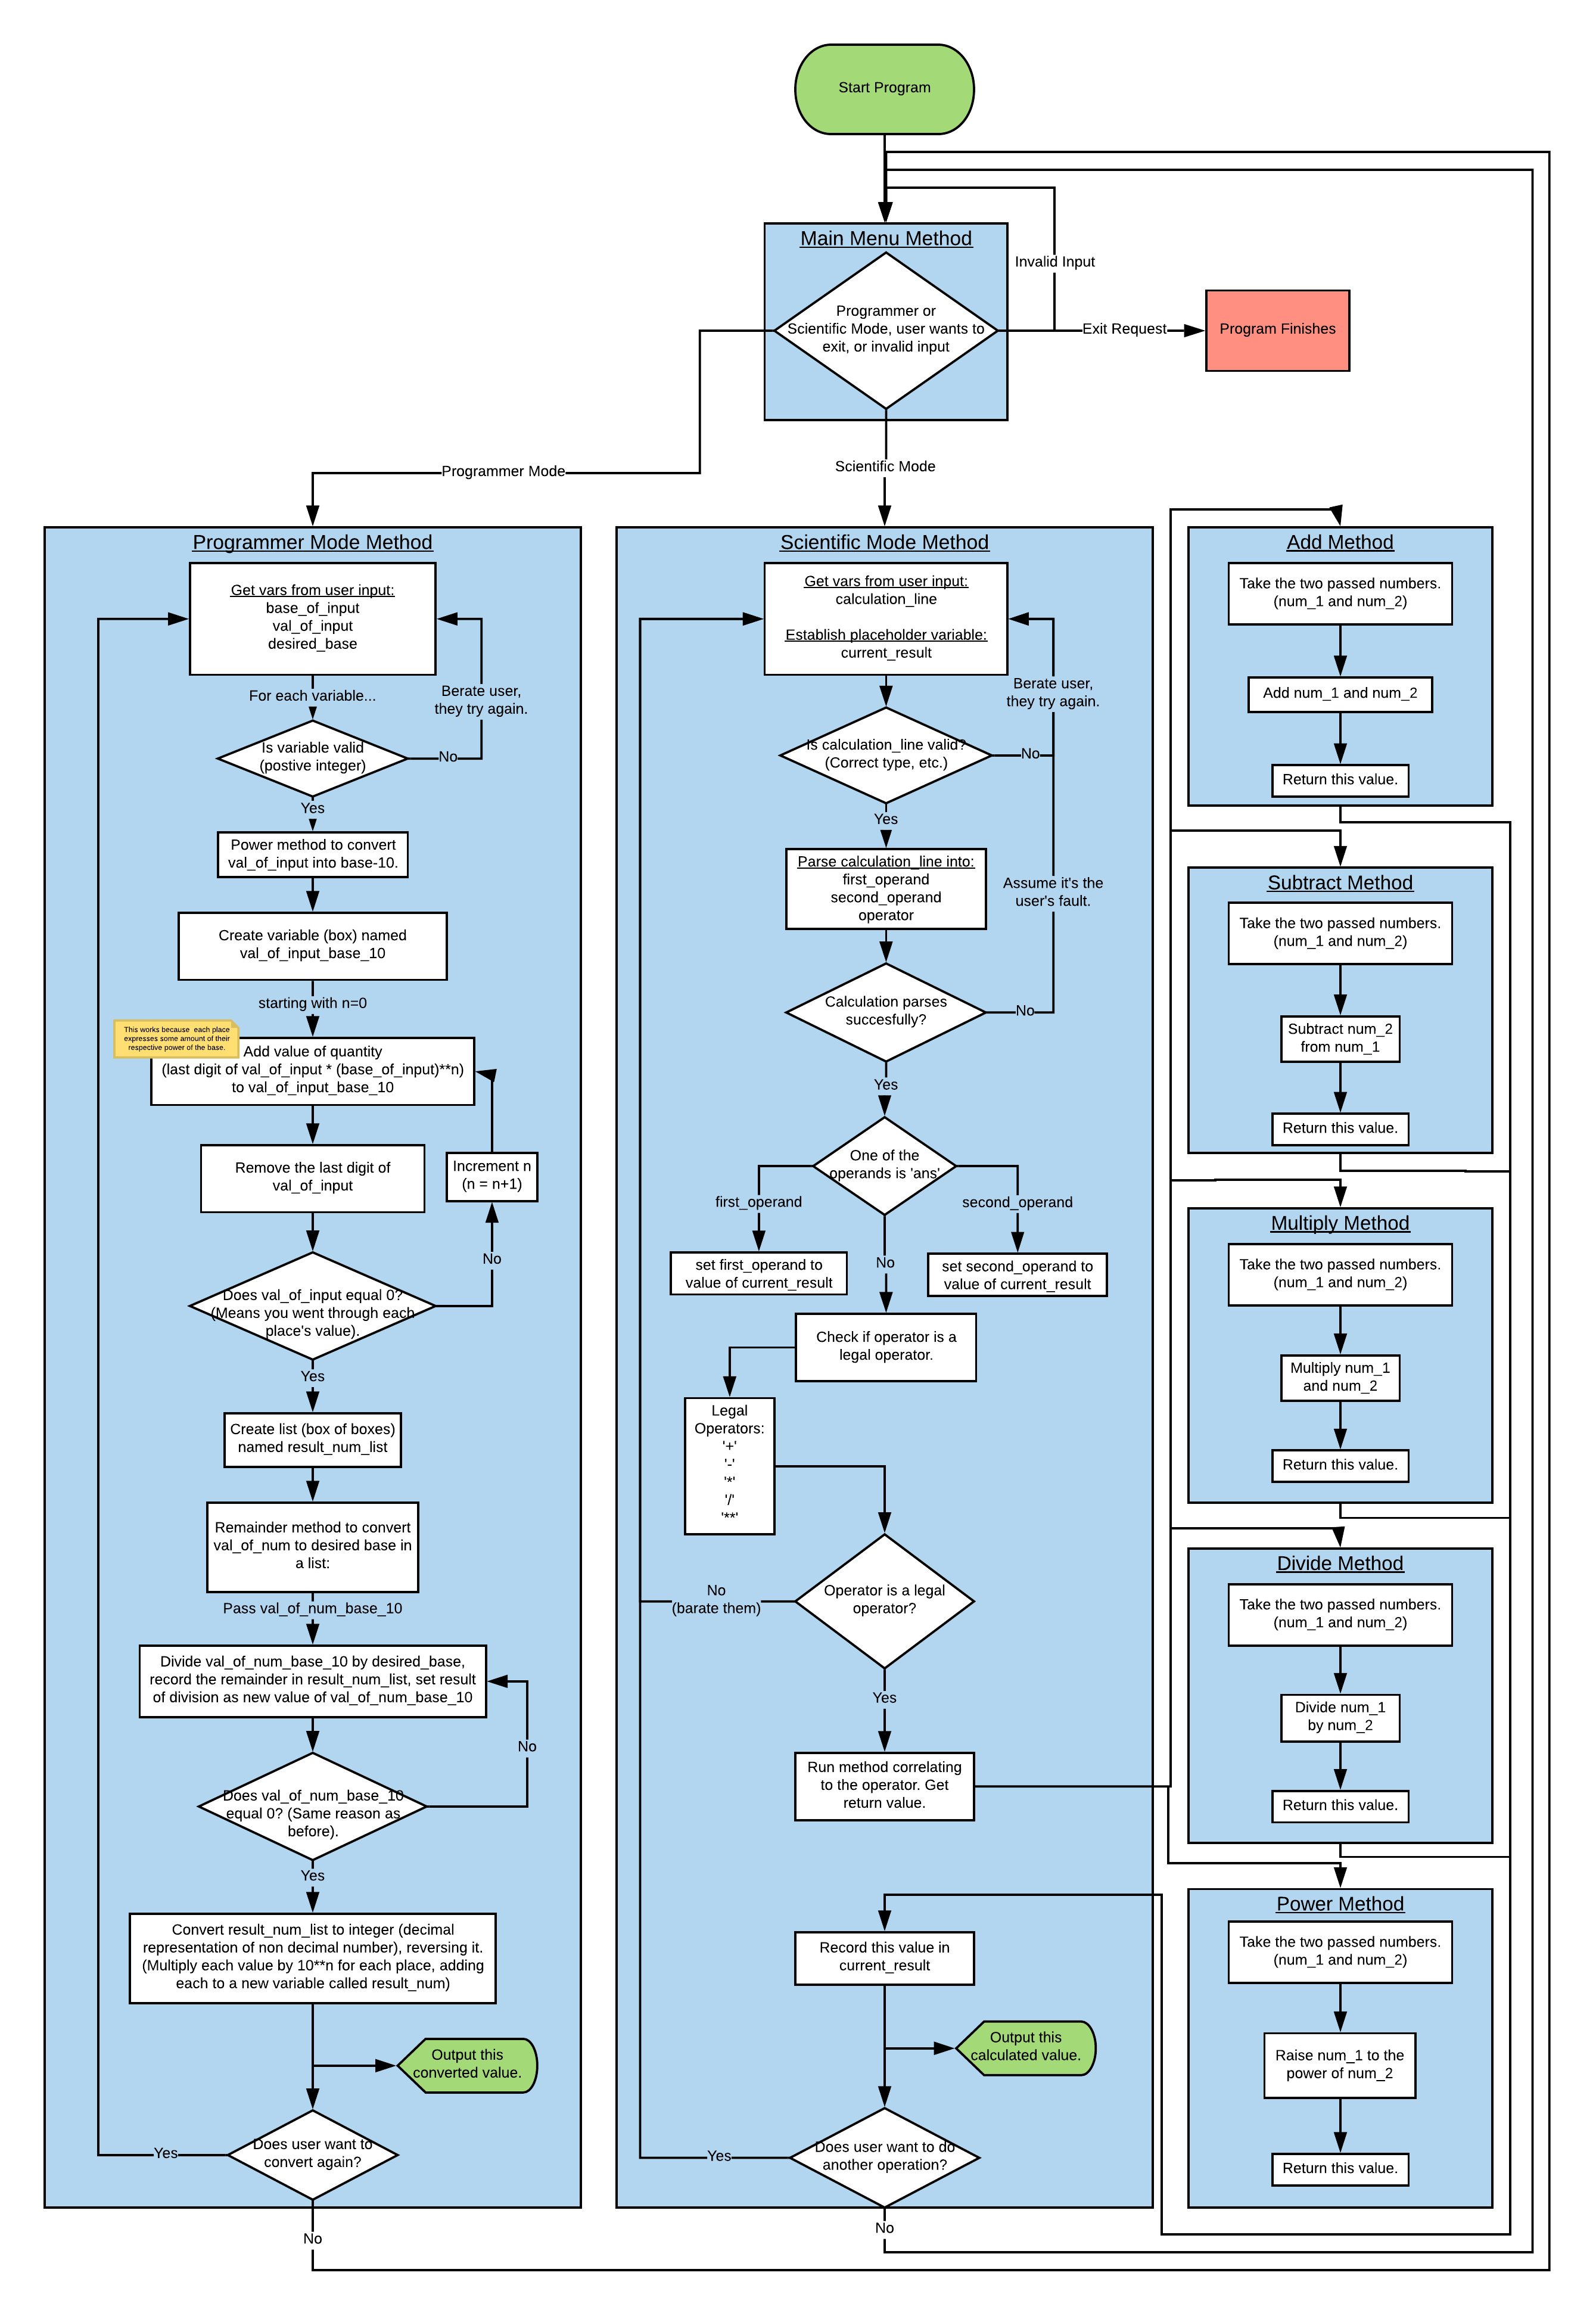 Start Program
Main Menu Method
Programmer or
Scientific Mode, user wants to
exit, or invalid input
Invalid Input
Exit Request
Program Finishes
Programmer Mode
Scientific Mode
Programmer Mode Method
Get vars from user input:
base_of_input
val_of_input
desired_base
For each variable...
Berate user,
they try again.
Is variable valid
(postive integer)
No
Yes
Power method to convert
val_of_input into base-10.
Create variable (box) named
val_of_input_base_10
starting with n=0
This works because each place
expresses some amount of their
respective power of the base.
Add value of quantity
(last digit of val_of_input * (base_of_input)**n)
to val_of_input_base_10
Remove the last digit of
val_of_input
Increment n
(n = n+1)
No
Does val_of_input equal 0?
(Means you went through each
place's value).
Yes
Create list (box of boxes)
named result_num_list
Remainder method to convert
val_of_num to desired base in
a list:
Pass val_of_num_base_10
Divide val_of_num_base_10 by desired_base,
record the remainder in result_num_list, set result
of division as new value of val_of_num_base_10
No
Does val_of_num_base_10
equal 0? (Same reason as
before).
Yes
Convert result_num_list to integer (decimal
representation of non decimal number), reversing it.
(Multiply each value by 10**n for each place, adding
each to a new variable called result_num)
Output this
converted value.
Does user want to
convert again?
Yes
No
Scientific Mode Method
Get vars from user input:
calculation_line
Establish placeholder variable:
current_result
Berate user,
they try again.
Is calculation_line valid?
(Correct type, etc.)
No
Yes
Parse calculation_line into:
first_operand
second_operand
operator
Assume it's the
user's fault.
Calculation parses
succesfully?
No
Yes
One of the
operands is 'ans'
first_operand
second_operand
set first_operand to
value of current_result
No
set second_operand to
value of current_result
Check if operator is a
legal operator.
Legal
Operators:
'+'
'-'
'*'
'/'
'**'
Operator is a legal
operator?
No
(barate them)
Yes
Run method correlating
to the operator. Get
return value.
Record this value in
current_result
Output this
calculated value.
Does user want to do
another operation?
Yes
No
Add Method
Take the two passed numbers.
(num_1 and num_2)
Add num_1 and num_2
Return this value.
Subtract Method
Take the two passed numbers.
(num_1 and num_2)
Subtract num_2
from num_1
Return this value.
Multiply Method
Take the two passed numbers.
(num_1 and num_2)
Multiply num_1
and num_2
Return this value.
Divide Method
Take the two passed numbers.
(num_1 and num_2)
Divide num_1
by num_2
Return this value.
Power Method
Take the two passed numbers.
(num_1 and num_2)
Raise num_1 to the
power of num_2
Return this value.